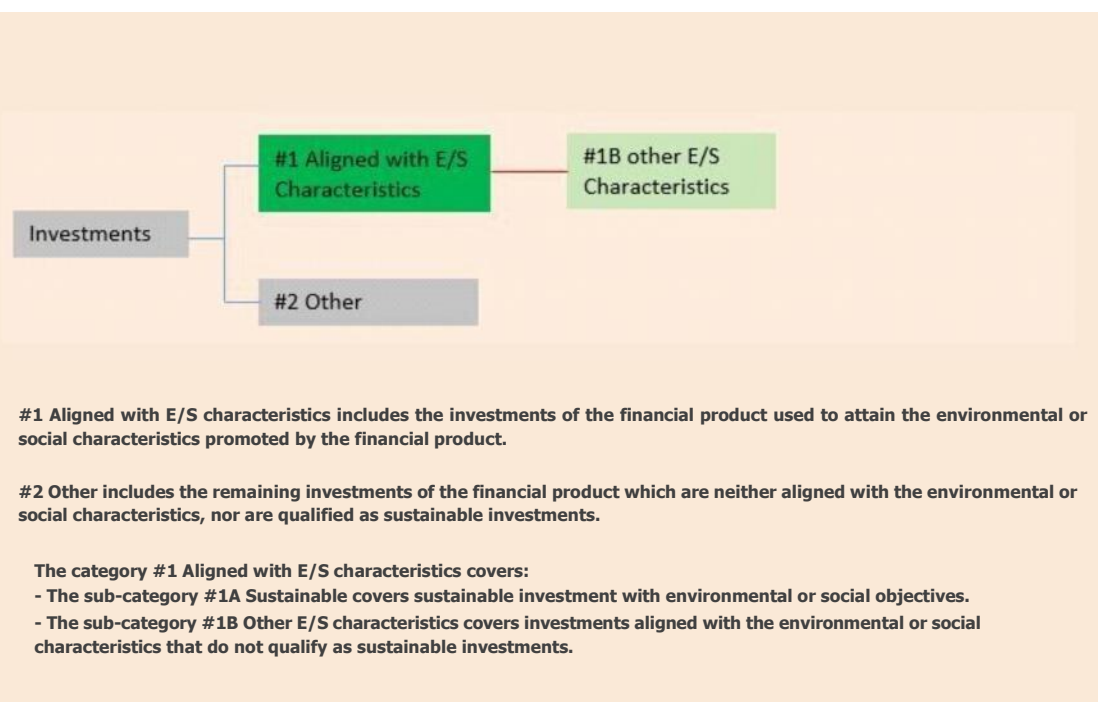 #1 Aligned with E/S
Characteristics
#1B other E/S
Characteristics
Investments
#2 Other
#1 Aligned with E/S characteristics includes the investments of the financial product used to attain the environmental or
social characteristics promoted by the financial product.
#2 Other includes the remaining investments of the financial product which are neither aligned with the environmental or
social characteristics, nor are qualified as sustainable investments.
The category #1 Aligned with E/S characteristics covers:
- The sub-category #1A Sustainable covers sustainable investment with environmental or social objectives.
- The sub-category #1B Other E/S characteristics covers investments aligned with the environmental or social
characteristics that do not qualify as sustainable investments.